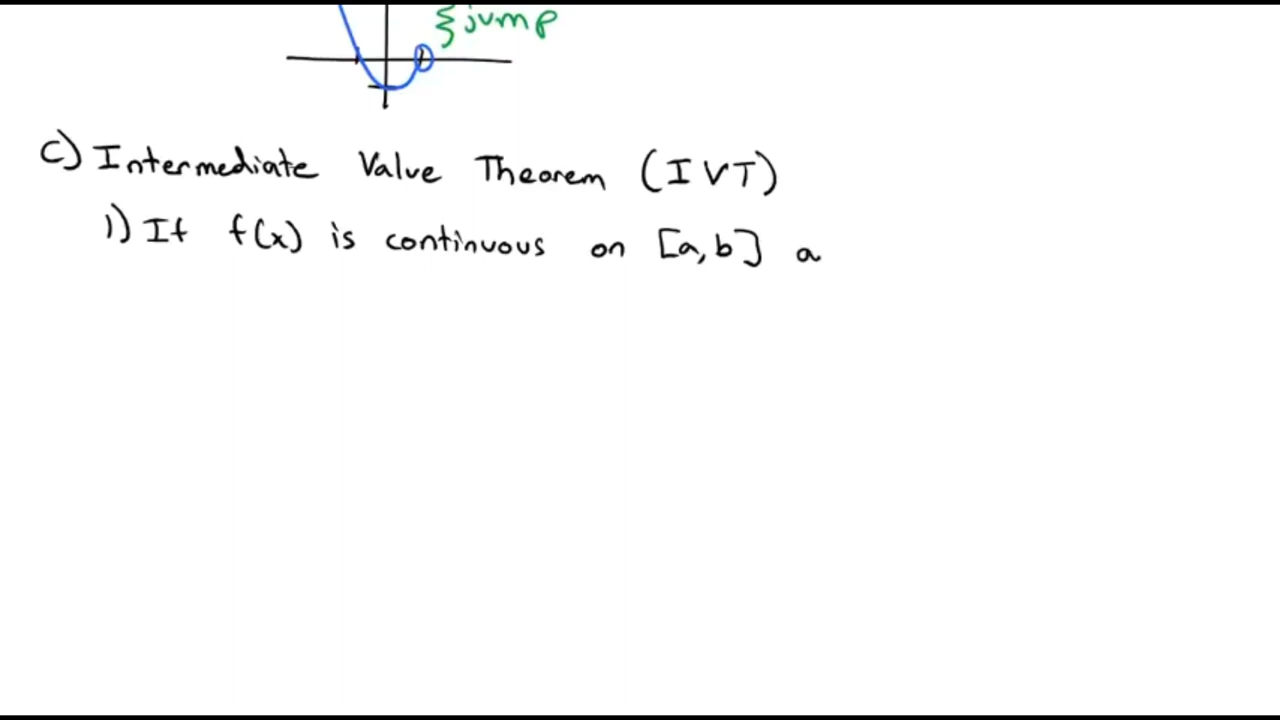 jump
C) Intermediate Value Theorem (IVT)
1) If f(x) is continuous on [a,b] a